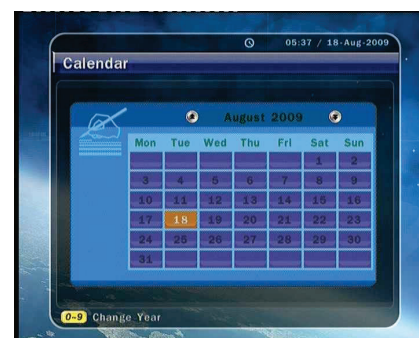 05:37 / 18-Aug-2009
Calendar
August 2009
Mon Tue Wed Thu Fri Sat Sun
1 2
3 4 5 6 7 8 9
10 11 12 13 14 15 16
17 18 19 20 21 22 23
24 25 26 27 28 29 30
31
0-9 Change Year